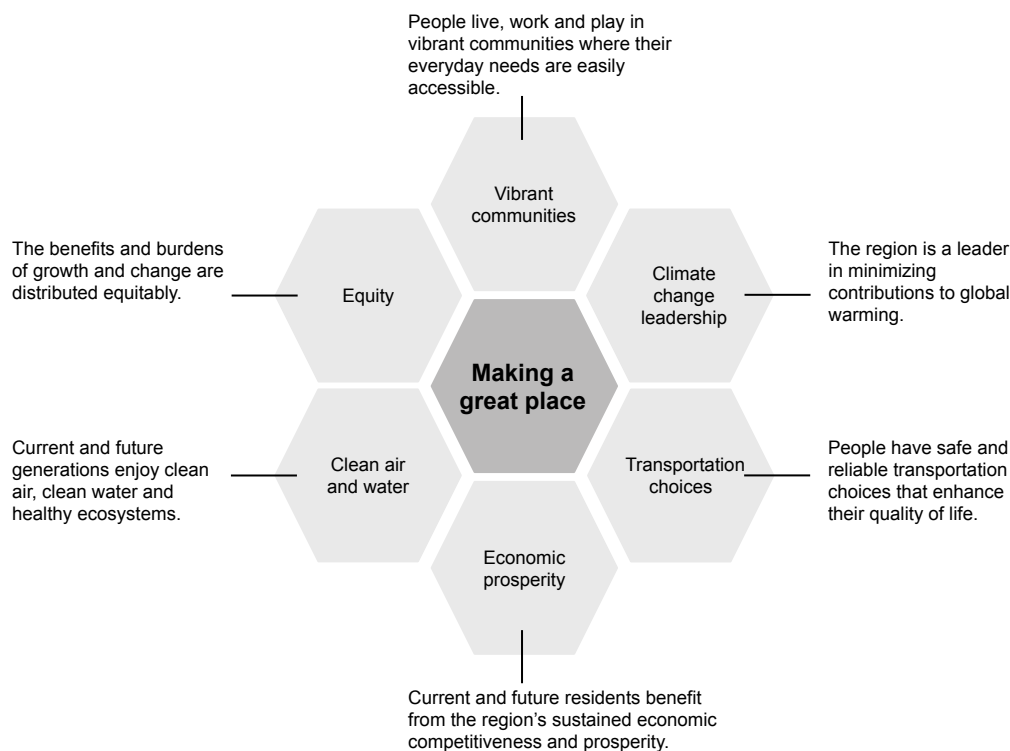 People live, work and play in
vibrant communities where their
everyday needs are easily
accessible.
Vibrant
communities
The benefits and burdens
of growth and change are
distributed equitably.
Equity
Climate
change
leadership
The region is a leader
in minimizing
contributions to global
warming.
Making a
great place
Current and future
generations enjoy clean
air, clean water and
healthy ecosystems.
Clean air
and water
Transportation
choices
People have safe and
reliable transportation
choices that enhance
their quality of life.
Economic
prosperity
Current and future residents benefit
from the region’s sustained economic
competitiveness and prosperity.